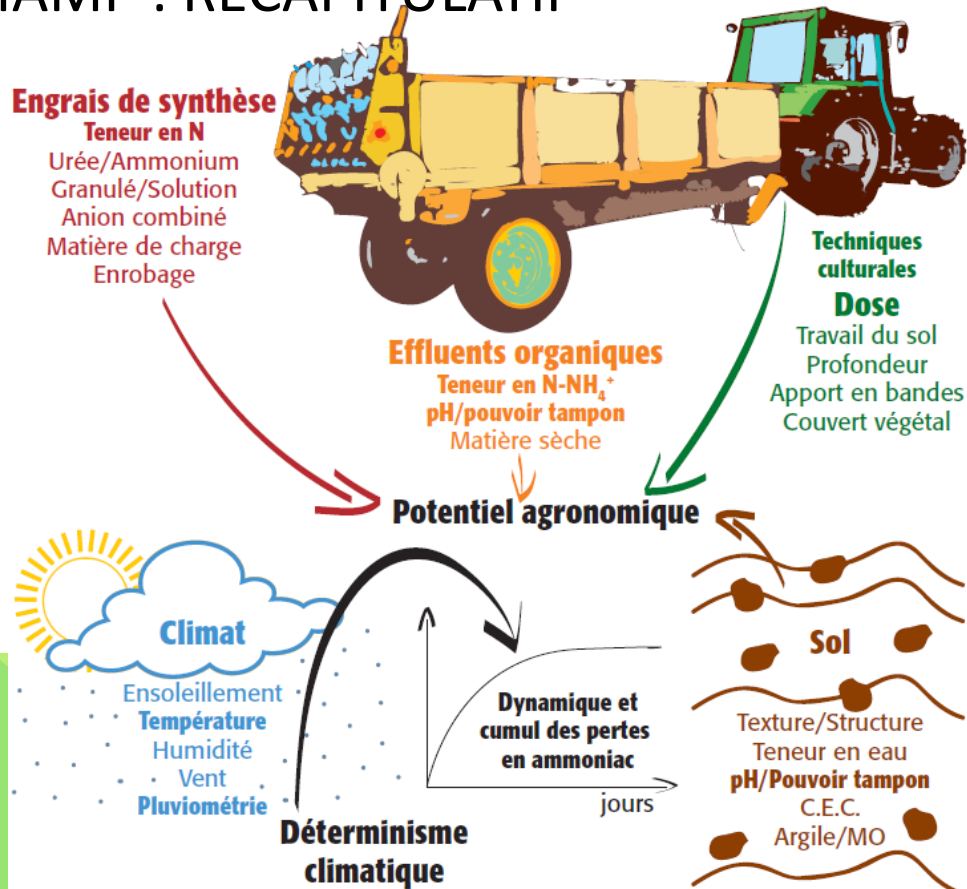 : RÉCAPITULATIF
Engrais de synthèse
Teneur en N
Urée/Ammonium
Granulé/Solution
Anion combiné
Matière de charge
Enrobage
Techniques
culturales
Dose
Travail du sol
Profondeur
Apport en bandes
Couvert végétal
Effluents organiques
Teneur en N-NH₄⁺
pH/pouvoir tampon
Matière sèche
Potentiel agronomique
Climat
Ensoleillement
Température
Humidité
Vent
Pluviométrie
Déterminisme
climatique
Dynamique et
cumul des pertes
en ammoniac
jours
Sol
Texture/Structure
Teneur en eau
pH/Pouvoir tampon
C.E.C.
Argile/MO